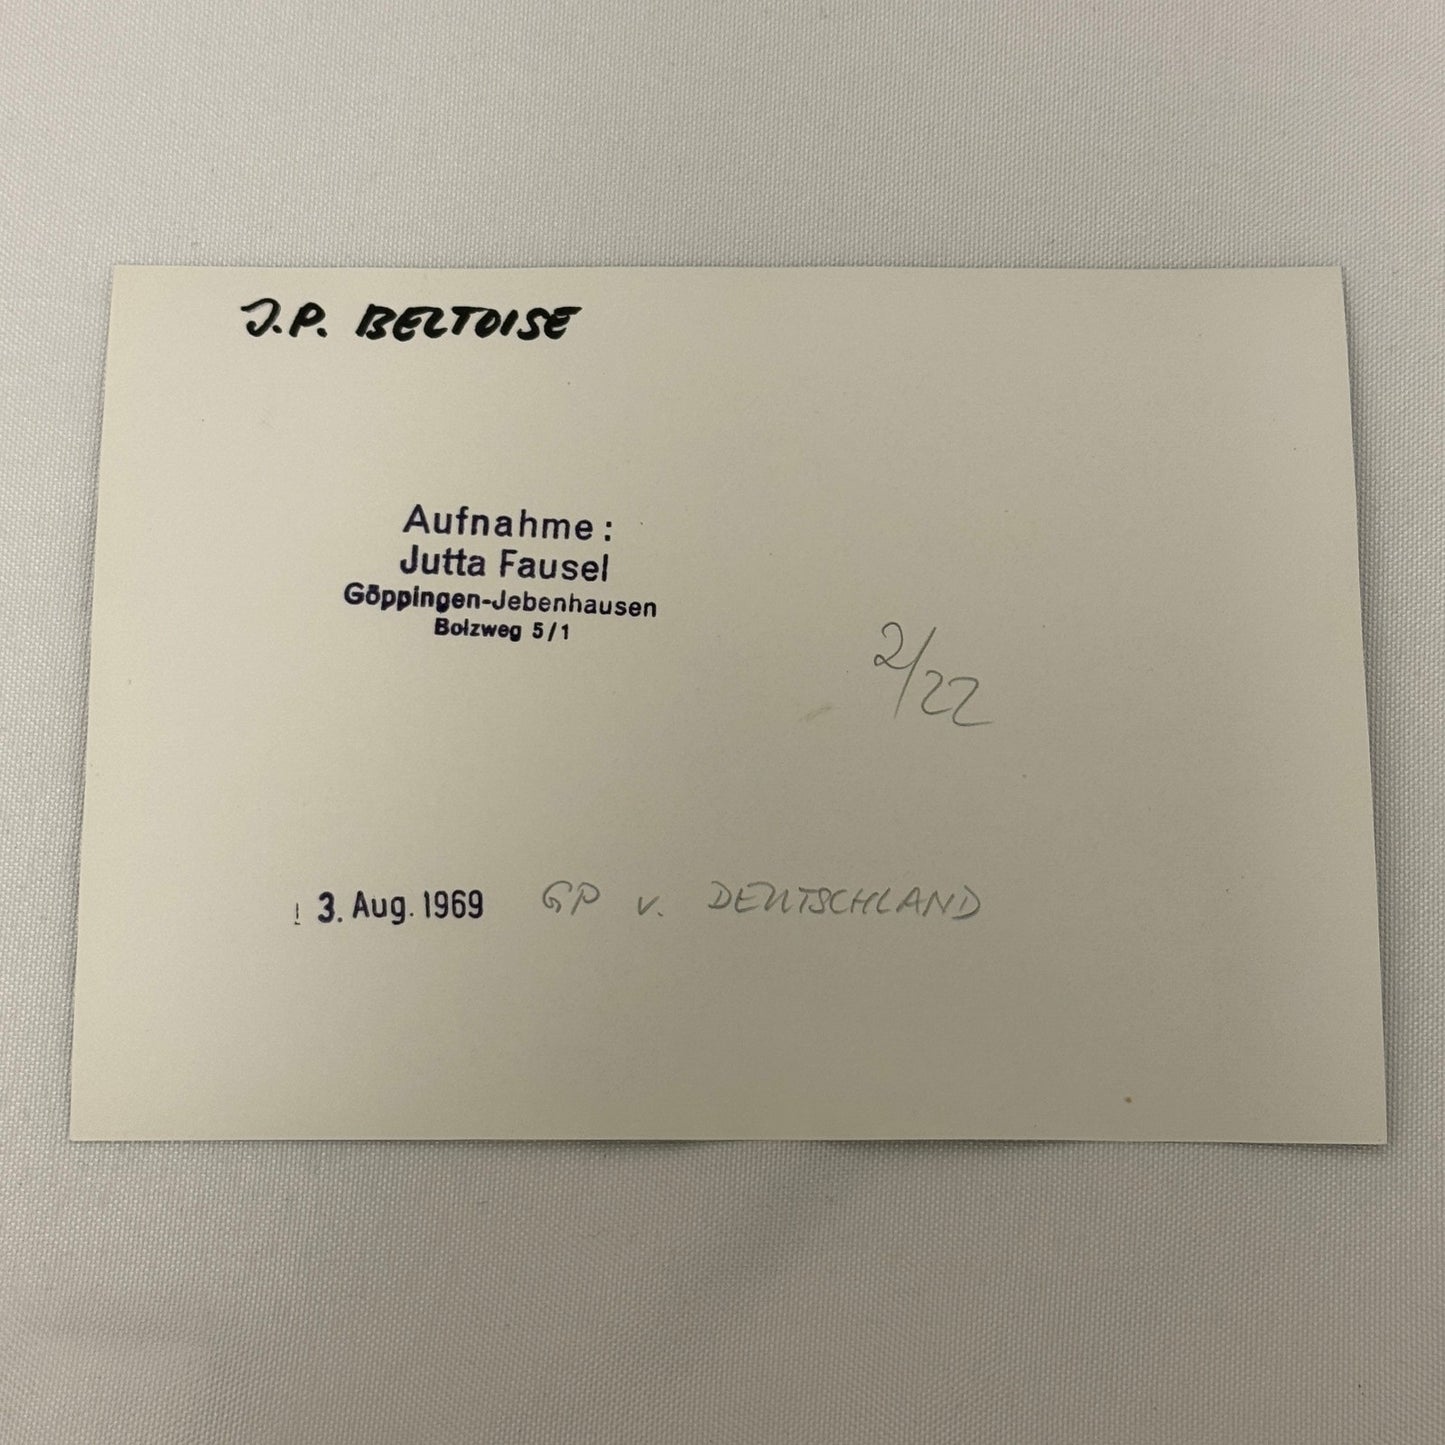 J.P. BELTOISE
Aufnahme:
Jutta Fausel
Göppingen-Jebenhausen
Bolzweg 5/1
2/22
3. Aug. 1969 GP v. DEUTSCHLAND